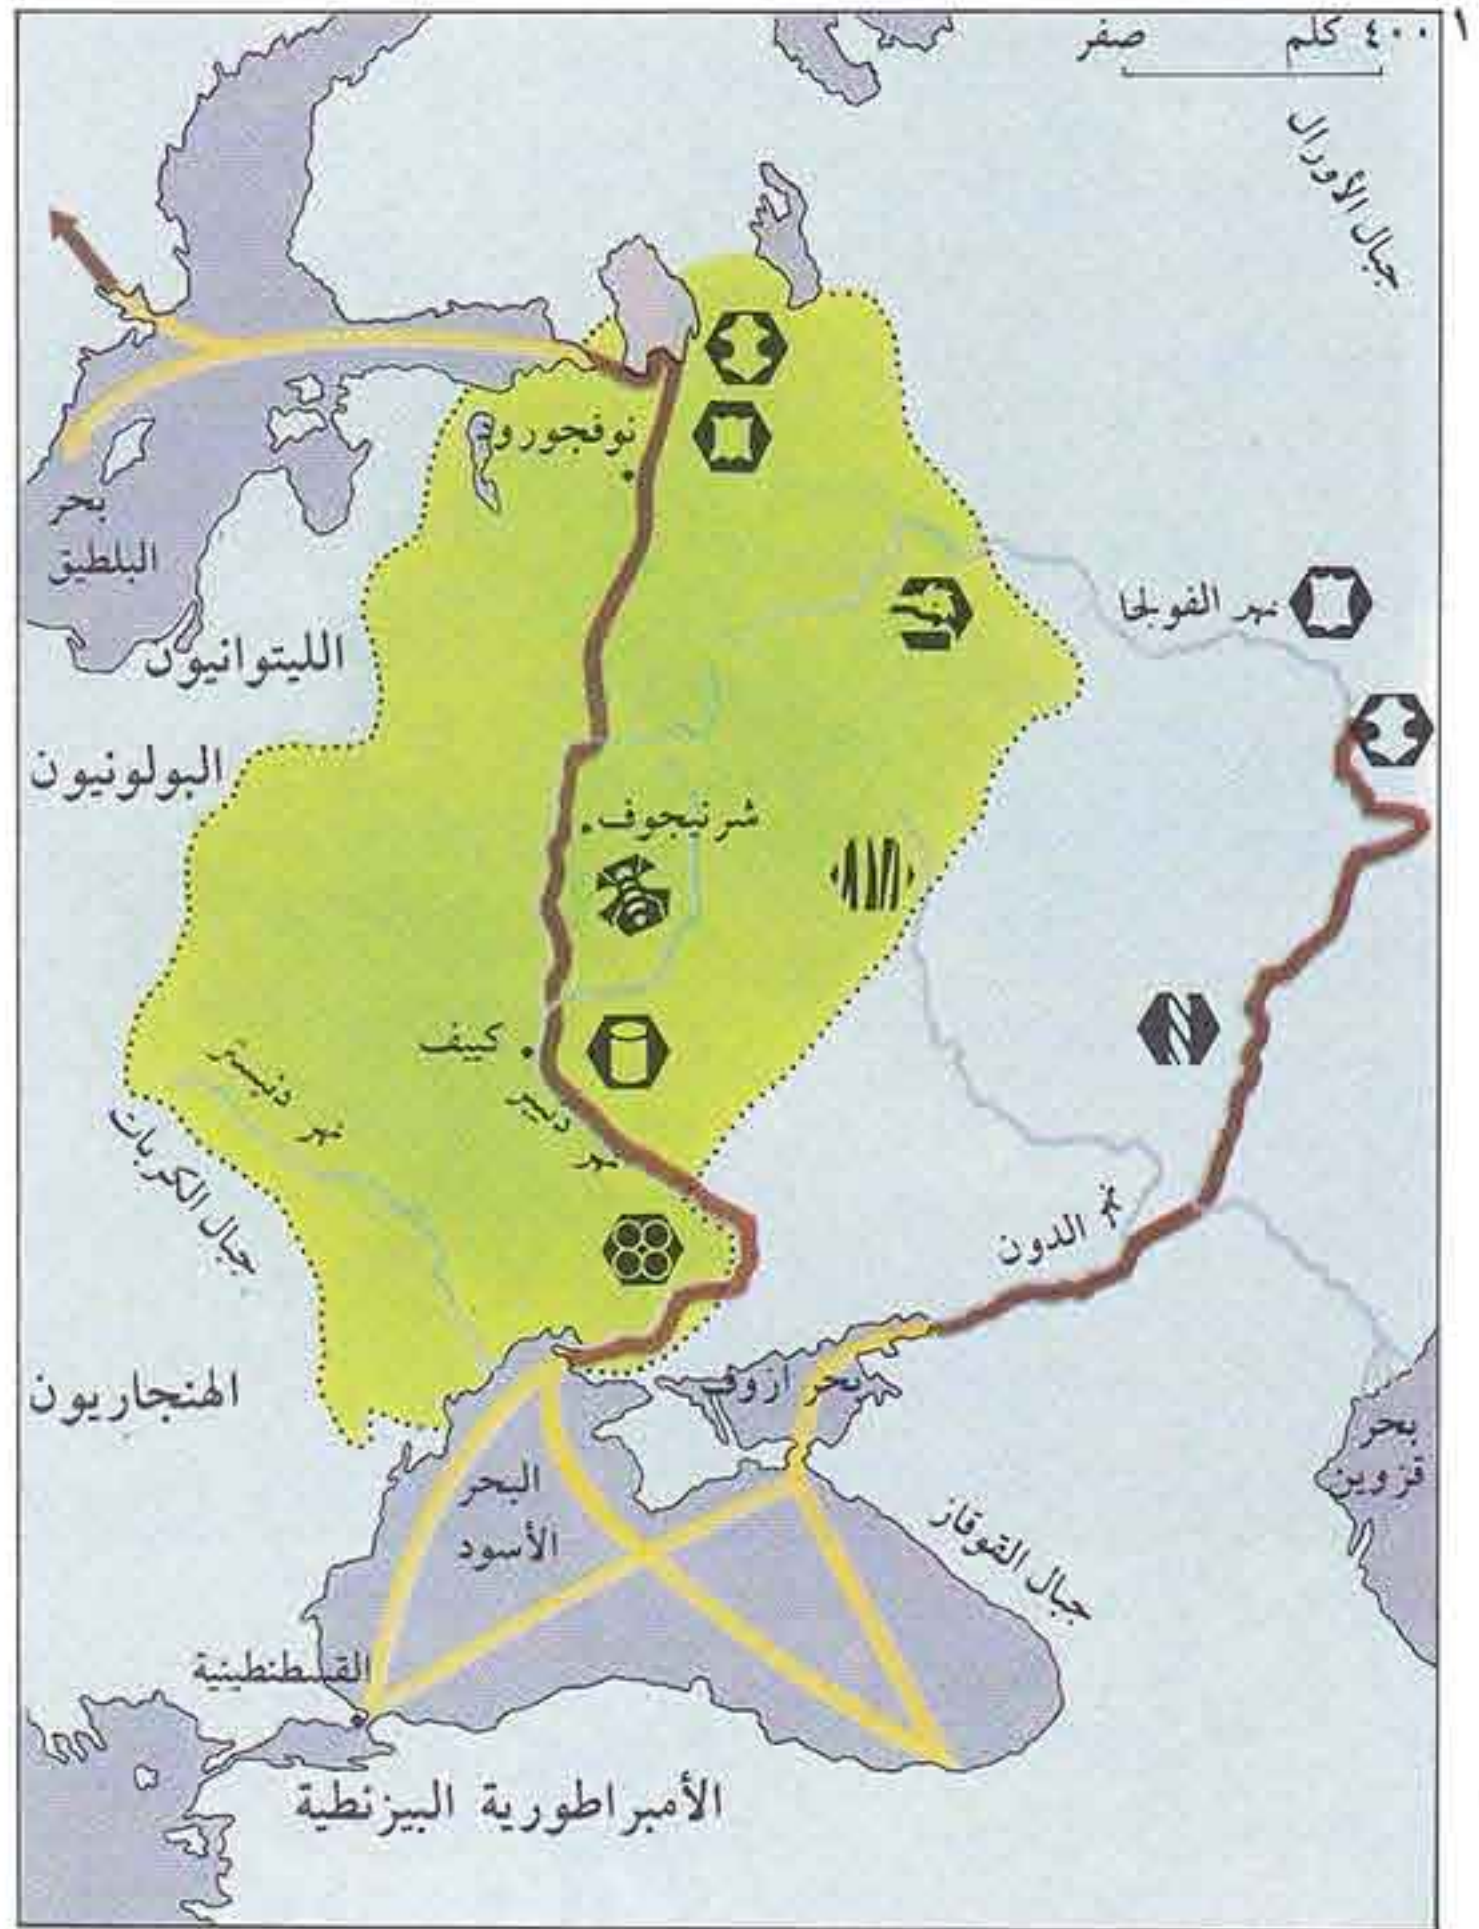 ١
صفر ٤٠٠ كلم
جبال الأورال
نوفجورود
بحر
البلطيق
نهر الفولجا
الليتوانيون
البولونيون
شرنيجوف
كييف
نهر دنيستر
نهر دنيبر
جبال الكربات
نهر الدون
الهنجاريون
بحر ازوف
بحر
قزوين
البحر
الأسود
جبال القوقاز
القسطنطينية
الأمبراطورية البيزنطية